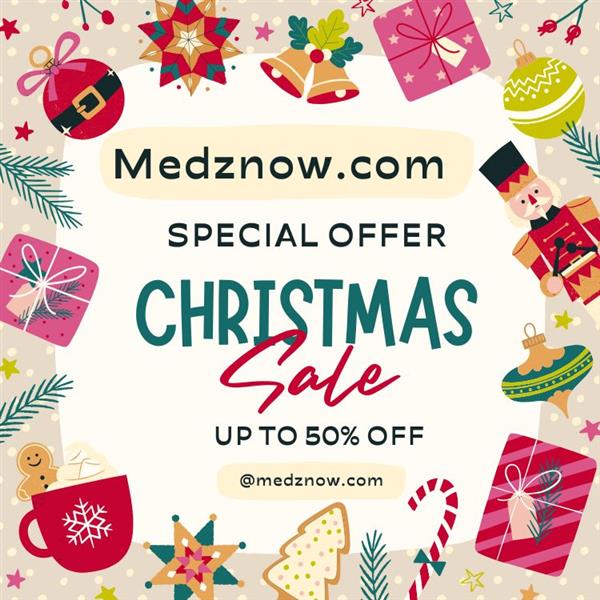 Medznow.com
SPECIAL OFFER
CHRISTMAS
Sale
UP TO 50% OFF
@medznow.com